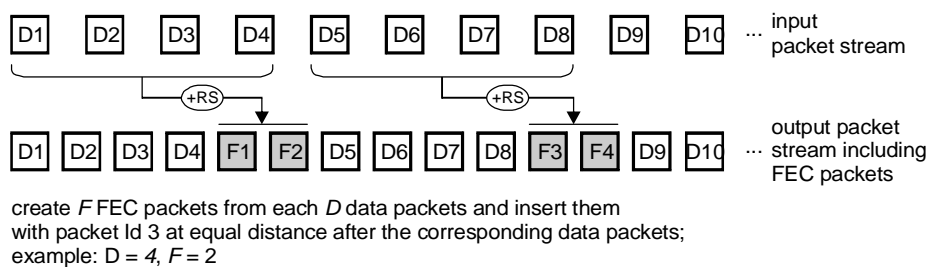 D1 D2 D3 D4 D5 D6 D7 D8 D9 D10 ... input
packet stream
+RS +RS
D1 D2 D3 D4 F1 F2 D5 D6 D7 D8 F3 F4 D9 D10 ... output packet
stream including
FEC packets
create F FEC packets from each D data packets and insert them
with packet Id 3 at equal distance after the corresponding data packets;
example: D = 4, F = 2